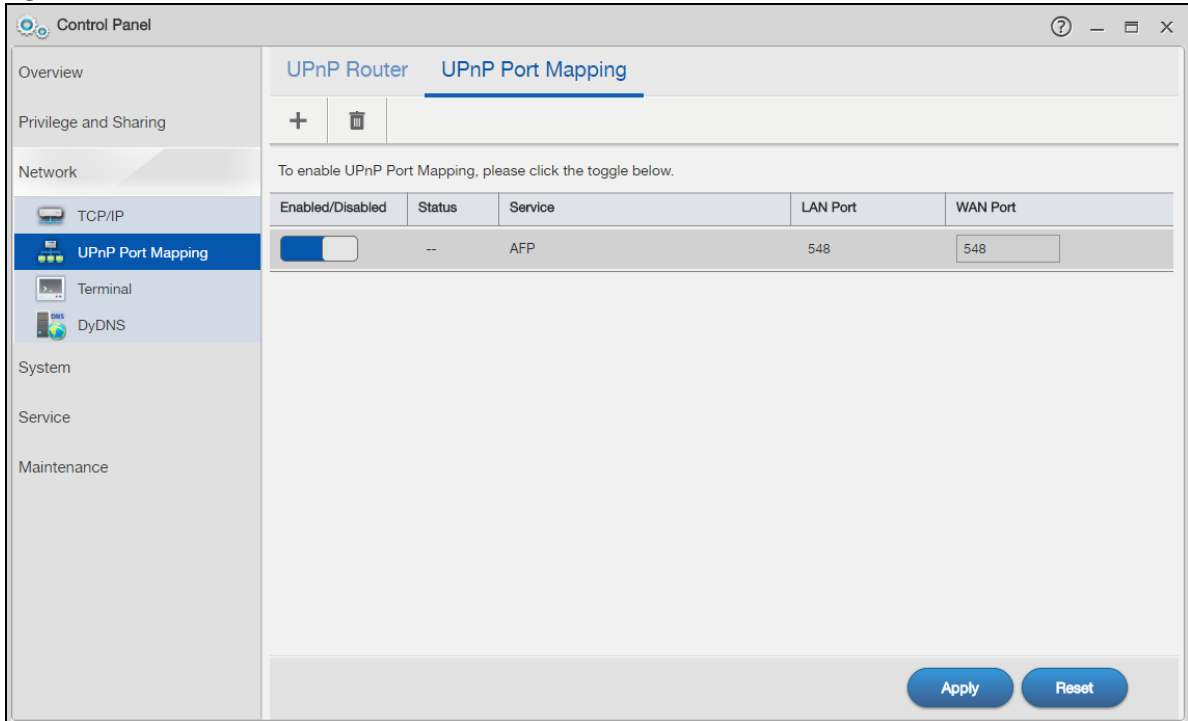 Control Panel
Overview
Privilege and Sharing
Network
TCP/IP
UPnP Port Mapping
Terminal
DNS
DyDNS
System
Service
Maintenance
UPnP Router UPnP Port Mapping
To enable UPnP Port Mapping, please click the toggle below.
Enabled/Disabled Status Service LAN Port WAN Port
-- AFP 548 548
Apply Reset